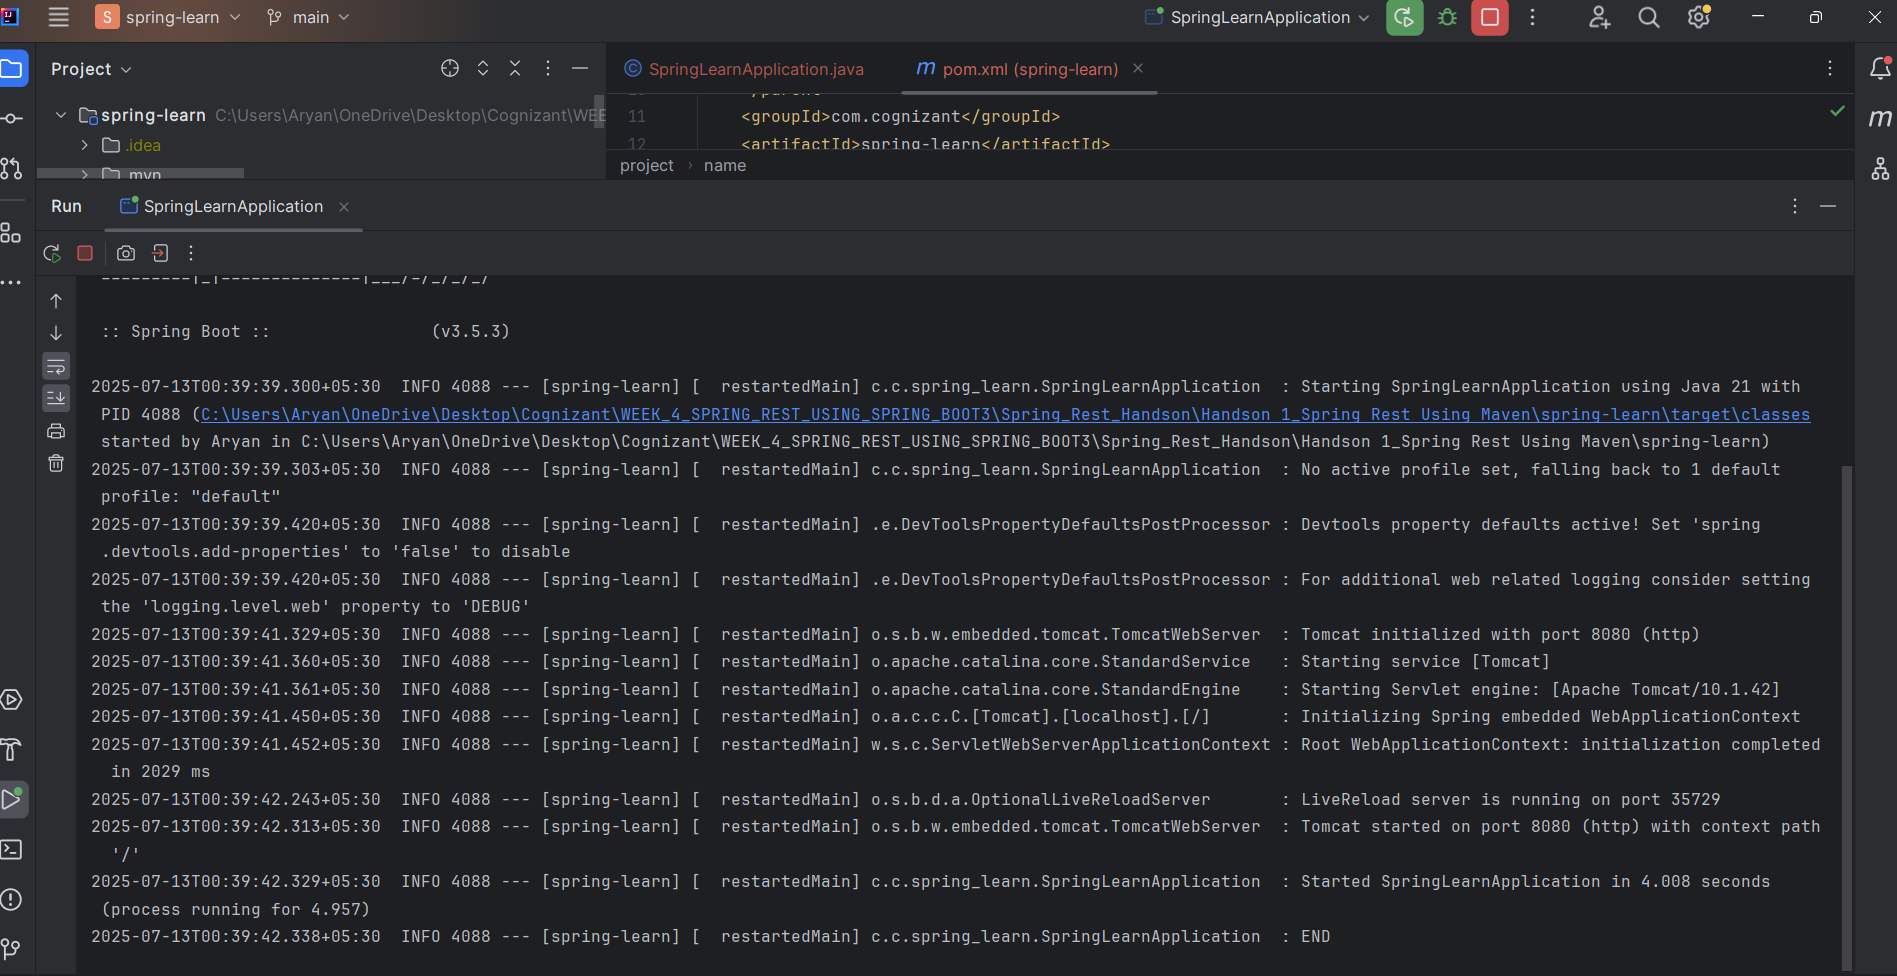 S spring-learn main SpringLearnApplication
Project
SpringLearnApplication.java pom.xml (spring-learn)
spring-learn C:\Users\Aryan\OneDrive\Desktop\Cognizant\WEE
.idea
mvn
11 <groupId>com.cognizant</groupId>
12 <artifactId>spring-learn</artifactId>
project › name
Run SpringLearnApplication
:: Spring Boot :: (v3.5.3)
2025-07-13T00:39:39.300+05:30  INFO 4088 --- [spring-learn] [  restartedMain] c.c.spring_learn.SpringLearnApplication  : Starting SpringLearnApplication using Java 21 with
PID 4088 (C:\Users\Aryan\OneDrive\Desktop\Cognizant\WEEK_4_SPRING_REST_USING_SPRING_BOOT3\Spring_Rest_Handson\Handson 1_Spring Rest Using Maven\spring-learn\target\classes
started by Aryan in C:\Users\Aryan\OneDrive\Desktop\Cognizant\WEEK_4_SPRING_REST_USING_SPRING_BOOT3\Spring_Rest_Handson\Handson 1_Spring Rest Using Maven\spring-learn)
2025-07-13T00:39:39.303+05:30  INFO 4088 --- [spring-learn] [  restartedMain] c.c.spring_learn.SpringLearnApplication  : No active profile set, falling back to 1 default
profile: "default"
2025-07-13T00:39:39.420+05:30  INFO 4088 --- [spring-learn] [  restartedMain] .e.DevToolsPropertyDefaultsPostProcessor : Devtools property defaults active! Set 'spring
.devtools.add-properties' to 'false' to disable
2025-07-13T00:39:39.420+05:30  INFO 4088 --- [spring-learn] [  restartedMain] .e.DevToolsPropertyDefaultsPostProcessor : For additional web related logging consider setting
the 'logging.level.web' property to 'DEBUG'
2025-07-13T00:39:41.329+05:30  INFO 4088 --- [spring-learn] [  restartedMain] o.s.b.w.embedded.tomcat.TomcatWebServer  : Tomcat initialized with port 8080 (http)
2025-07-13T00:39:41.360+05:30  INFO 4088 --- [spring-learn] [  restartedMain] o.apache.catalina.core.StandardService   : Starting service [Tomcat]
2025-07-13T00:39:41.361+05:30  INFO 4088 --- [spring-learn] [  restartedMain] o.apache.catalina.core.StandardEngine    : Starting Servlet engine: [Apache Tomcat/10.1.42]
2025-07-13T00:39:41.450+05:30  INFO 4088 --- [spring-learn] [  restartedMain] o.a.c.c.C.[Tomcat].[localhost].[/]       : Initializing Spring embedded WebApplicationContext
2025-07-13T00:39:41.452+05:30  INFO 4088 --- [spring-learn] [  restartedMain] w.s.c.ServletWebServerApplicationContext : Root WebApplicationContext: initialization completed
in 2029 ms
2025-07-13T00:39:42.243+05:30  INFO 4088 --- [spring-learn] [  restartedMain] o.s.b.d.a.OptionalLiveReloadServer       : LiveReload server is running on port 35729
2025-07-13T00:39:42.313+05:30  INFO 4088 --- [spring-learn] [  restartedMain] o.s.b.w.embedded.tomcat.TomcatWebServer  : Tomcat started on port 8080 (http) with context path
'/'
2025-07-13T00:39:42.329+05:30  INFO 4088 --- [spring-learn] [  restartedMain] c.c.spring_learn.SpringLearnApplication  : Started SpringLearnApplication in 4.008 seconds
(process running for 4.957)
2025-07-13T00:39:42.338+05:30  INFO 4088 --- [spring-learn] [  restartedMain] c.c.spring_learn.SpringLearnApplication  : END